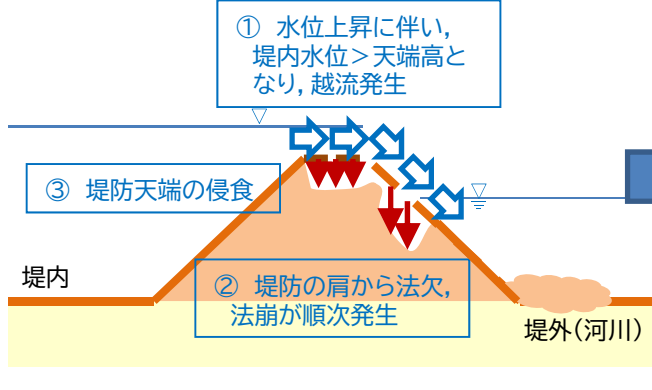 ① 水位上昇に伴い,
堤内水位＞天端高と
なり,越流発生
③ 堤防天端の侵食
堤内
② 堤防の肩から法欠,
法崩が順次発生
堤外(河川)